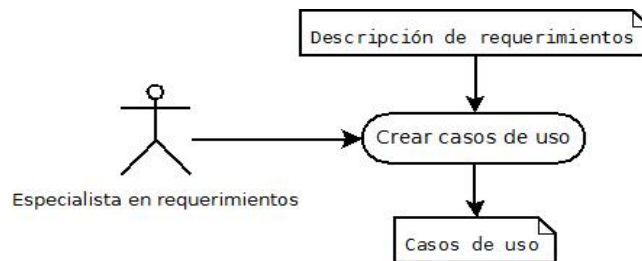 Descripción de requerimientos
Crear casos de uso
Especialista en requerimientos
Casos de uso